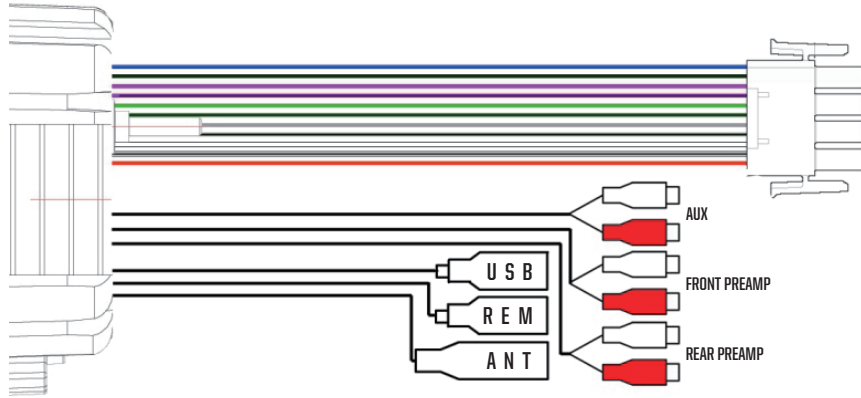 AUX
USB
FRONT PREAMP
REM
REAR PREAMP
ANT